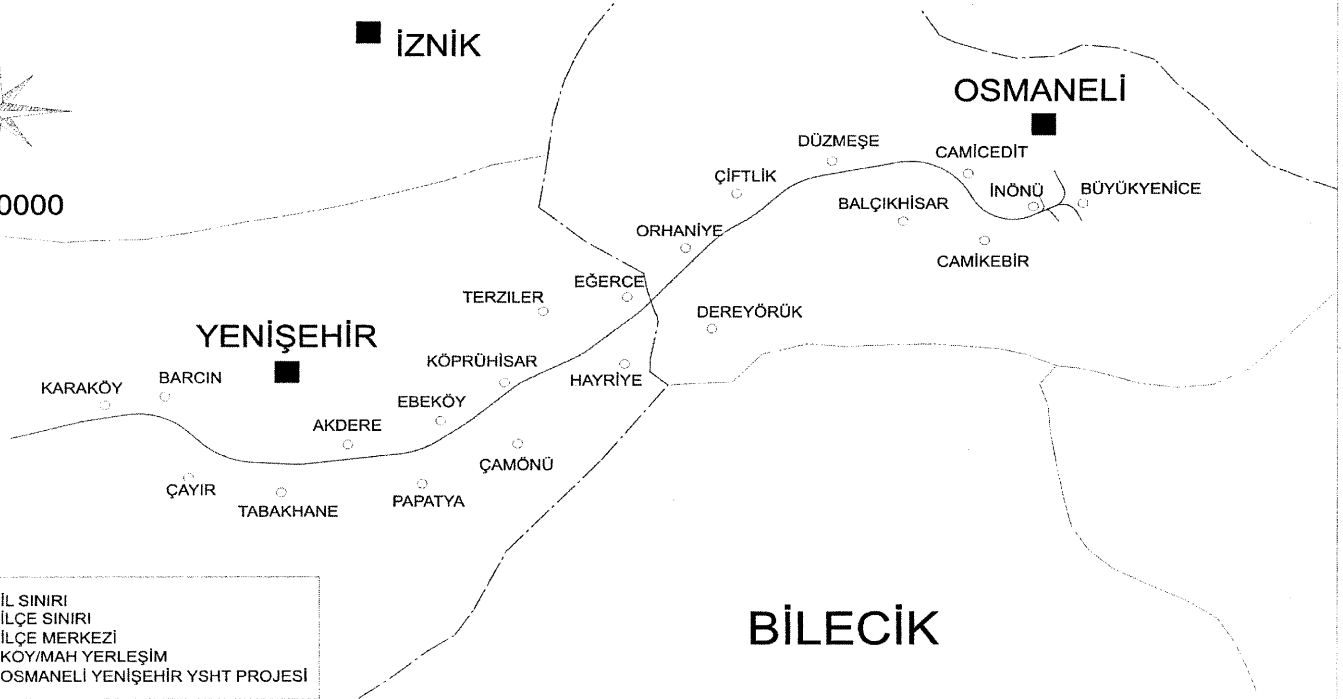 İZNİK
OSMANELİ
DÜZMEŞE
CAMİCEDİT
ÇİFTLİK
İNÖNÜ
BÜYÜKYENİCE
0000
BALÇIKHİSAR
ORHANİYE
CAMİKEBİR
EĞERCE
TERZILER
DEREYÖRÜK
YENİŞEHİR
KÖPRÜHİSAR
HAYRİYE
BARCIN
KARAKÖY
EBEKÖY
AKDERE
ÇAMÖNÜ
ÇAYIR
PAPATYA
TABAKHANE
İL SINIRI
İLÇE SINIRI
İLÇE MERKEZİ
KÖY/MAH YERLEŞİM
OSMANELİ YENİŞEHİR YSHT PROJESİ
BİLECİK